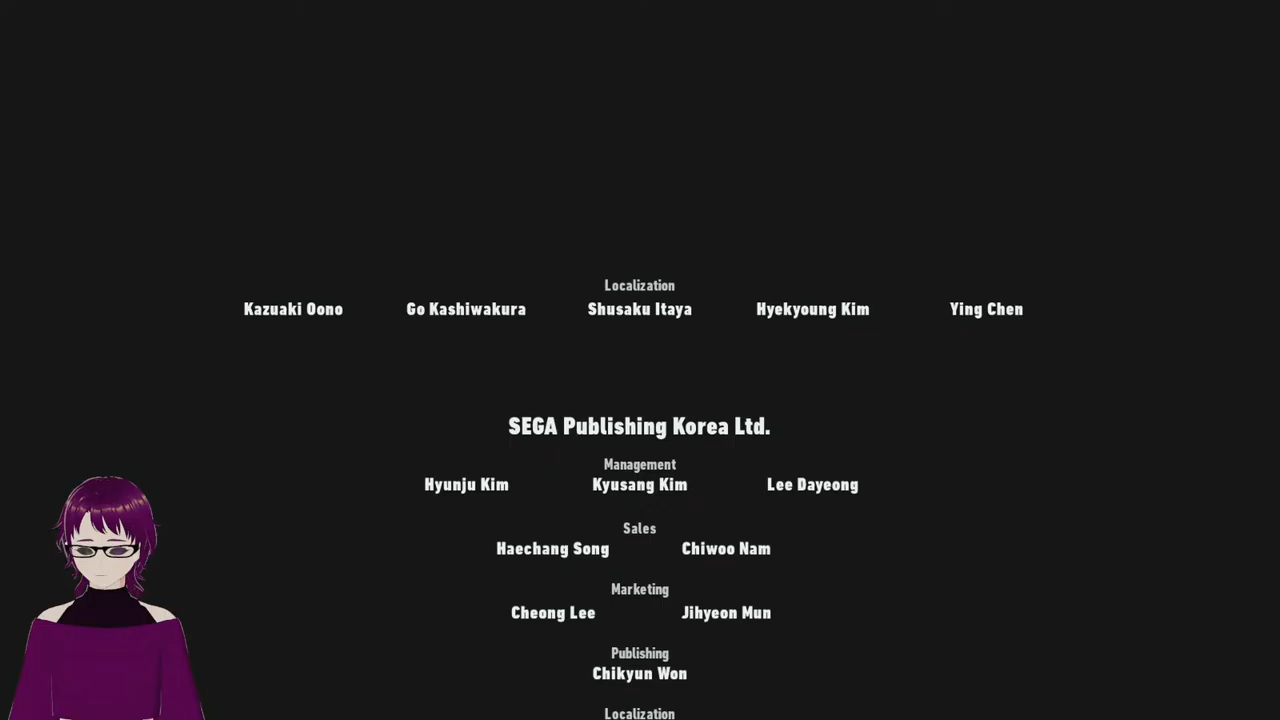 Localization
Kazuaki Oono Go Kashiwakura Shusaku Itaya Hyekyoung Kim Ying Chen
SEGA Publishing Korea Ltd.
Management
Hyunju Kim Kyusang Kim Lee Dayeong
Sales
Haechang Song Chiwoo Nam
Marketing
Cheong Lee Jihyeon Mun
Publishing
Chikyun Won
Localization